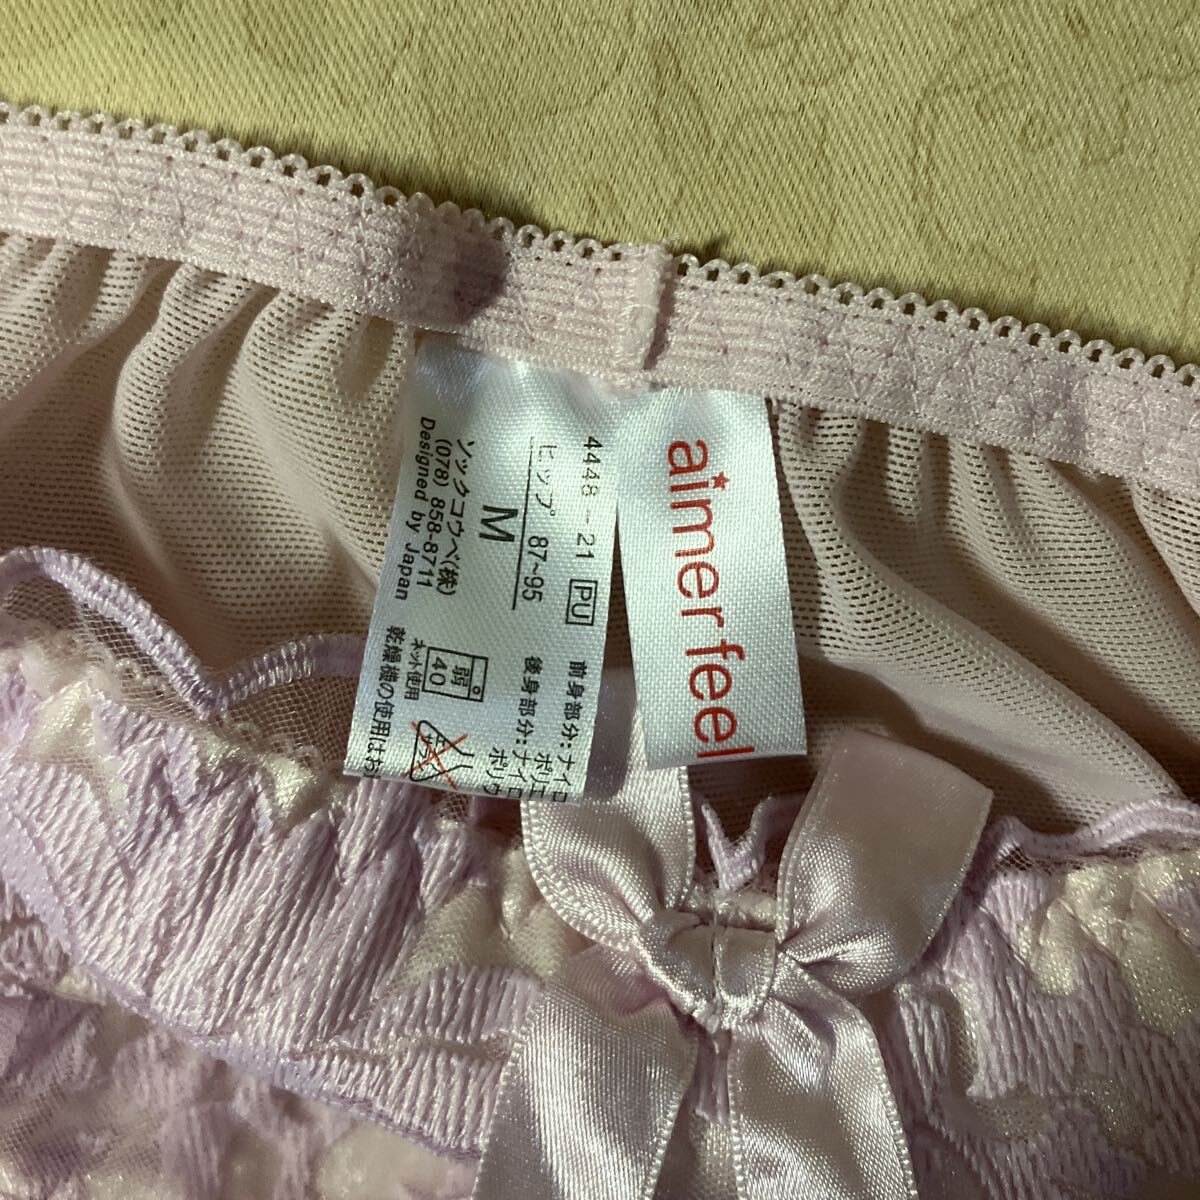 aimer feel
4448-21 PU
ヒップ 87~95
M
ソックコウベ(株)
(078) 858-8711
Designed by Japan
前身部分:ナイロ
ポリエ
後身部分:ナイロ
ポリウ
弱
40
ネット使用
乾燥機の使用はお